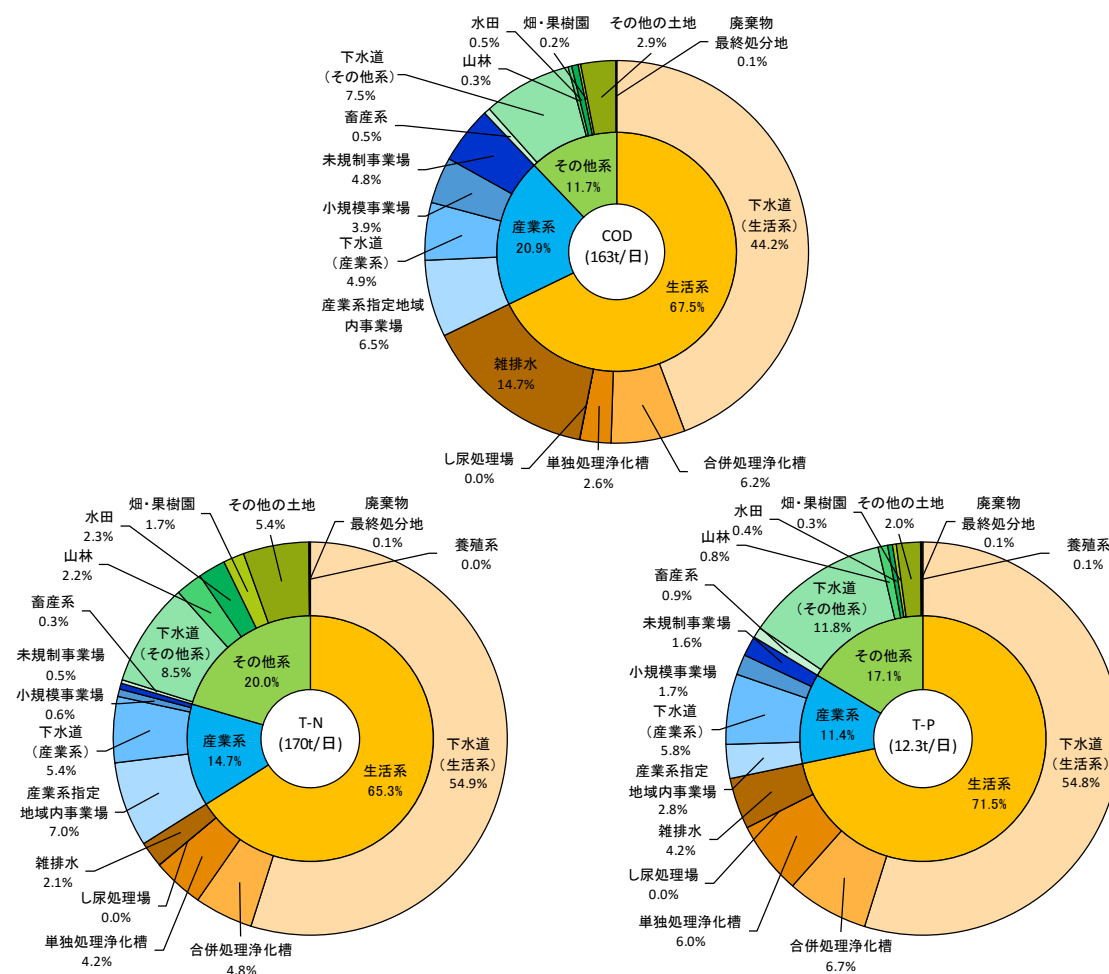 水田
0.5%
畑・果樹園
0.2%
その他の土地
2.9%
廃棄物
最終処分地
0.1%
下水道
（その他系）
7.5%
山林
0.3%
畜産系
0.5%
未規制事業場
4.8%
小規模事業場
3.9%
下水道
（産業系）
4.9%
産業系指定地域
内事業場
6.5%
その他系
11.7%
産業系
20.9%
COD
(163t/日)
生活系
67.5%
下水道
（生活系）
44.2%
雑排水
14.7%
し尿処理場
0.0%
単独処理浄化槽
2.6%
合併処理浄化槽
6.2%
水田
2.3%
畑・果樹園
1.7%
その他の土地
5.4%
廃棄物
最終処分地
0.1%
養殖系
0.0%
山林
2.2%
畜産系
0.3%
下水道
（その他系）
8.5%
未規制事業場
0.5%
小規模事業場
0.6%
下水道
（産業系）
5.4%
産業系指定
地域内事業場
7.0%
その他系
20.0%
産業系
14.7%
T-N
(170t/日)
生活系
65.3%
下水道
（生活系）
54.9%
雑排水
2.1%
し尿処理場
0.0%
単独処理浄化槽
4.2%
合併処理浄化槽
4.8%
水田
0.4%
畑・果樹園
0.3%
その他の土地
2.0%
廃棄物
最終処分地
0.1%
養殖系
0.1%
山林
0.8%
畜産系
0.9%
下水道
（その他系）
11.8%
未規制事業場
1.6%
小規模事業場
1.7%
下水道
（産業系）
5.8%
産業系指定
地域内事業場
2.8%
その他系
17.1%
産業系
11.4%
T-P
(12.3t/日)
生活系
71.5%
下水道
（生活系）
54.8%
雑排水
4.2%
し尿処理場
0.0%
単独処理浄化槽
6.0%
合併処理浄化槽
6.7%